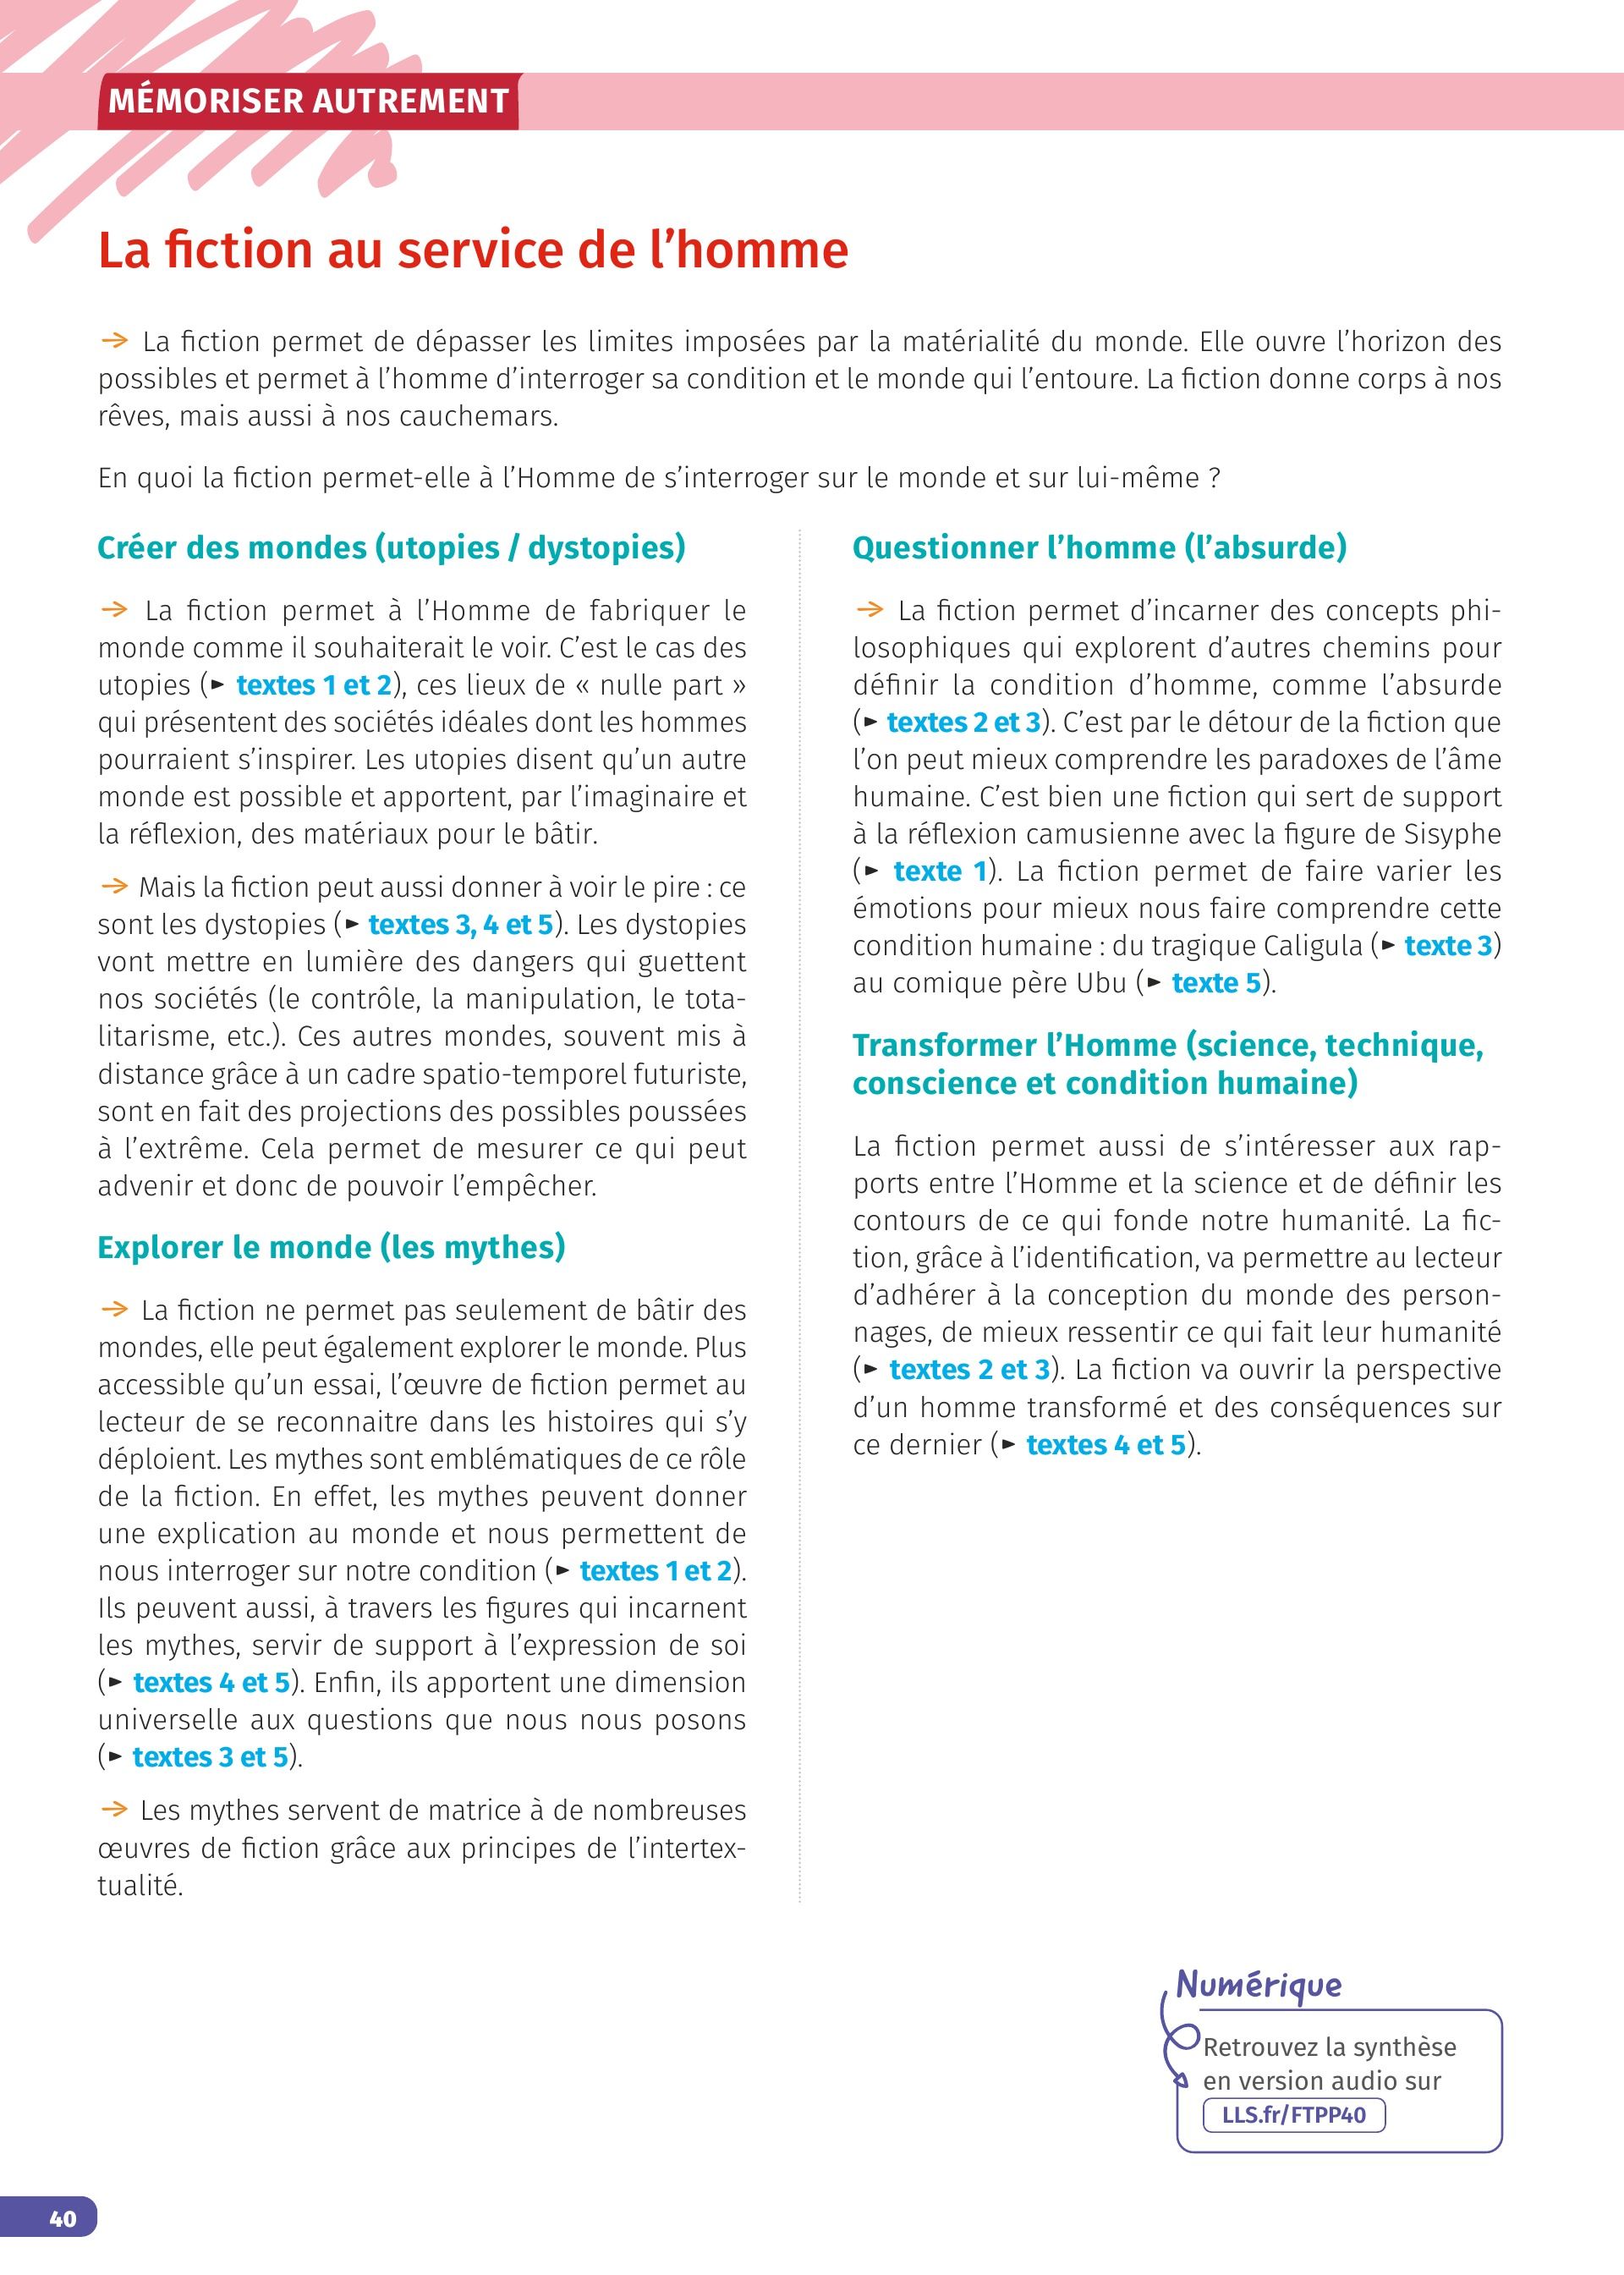 MÉMORISER AUTREMENT
La fiction au service de l’homme
→ La fiction permet de dépasser les limites imposées par la matérialité du monde. Elle ouvre l’horizon des
possibles et permet à l’homme d’interroger sa condition et le monde qui l’entoure. La fiction donne corps à nos
rêves, mais aussi à nos cauchemars.
En quoi la fiction permet-elle à l’Homme de s’interroger sur le monde et sur lui-même ?
Créer des mondes (utopies / dystopies)
→ La fiction permet à l’Homme de fabriquer le
monde comme il souhaiterait le voir. C’est le cas des
utopies (► textes 1 et 2), ces lieux de « nulle part »
qui présentent des sociétés idéales dont les hommes
pourraient s’inspirer. Les utopies disent qu’un autre
monde est possible et apportent, par l’imaginaire et
la réflexion, des matériaux pour le bâtir.
→ Mais la fiction peut aussi donner à voir le pire : ce
sont les dystopies (► textes 3, 4 et 5). Les dystopies
vont mettre en lumière des dangers qui guettent
nos sociétés (le contrôle, la manipulation, le tota-
litarisme, etc.). Ces autres mondes, souvent mis à
distance grâce à un cadre spatio-temporel futuriste,
sont en fait des projections des possibles poussées
à l’extrême. Cela permet de mesurer ce qui peut
advenir et donc de pouvoir l’empêcher.
Explorer le monde (les mythes)
→ La fiction ne permet pas seulement de bâtir des
mondes, elle peut également explorer le monde. Plus
accessible qu’un essai, l’œuvre de fiction permet au
lecteur de se reconnaitre dans les histoires qui s’y
déploient. Les mythes sont emblématiques de ce rôle
de la fiction. En effet, les mythes peuvent donner
une explication au monde et nous permettent de
nous interroger sur notre condition (► textes 1 et 2).
Ils peuvent aussi, à travers les figures qui incarnent
les mythes, servir de support à l’expression de soi
(► textes 4 et 5). Enfin, ils apportent une dimension
universelle aux questions que nous nous posons
(► textes 3 et 5).
→ Les mythes servent de matrice à de nombreuses
œuvres de fiction grâce aux principes de l’intertex-
tualité.
Questionner l’homme (l’absurde)
→ La fiction permet d’incarner des concepts phi-
losophiques qui explorent d’autres chemins pour
définir la condition d’homme, comme l’absurde
(► textes 2 et 3). C’est par le détour de la fiction que
l’on peut mieux comprendre les paradoxes de l’âme
humaine. C’est bien une fiction qui sert de support
à la réflexion camusienne avec la figure de Sisyphe
(► texte 1). La fiction permet de faire varier les
émotions pour mieux nous faire comprendre cette
condition humaine : du tragique Caligula (► texte 3)
au comique père Ubu (► texte 5).
Transformer l’Homme (science, technique,
conscience et condition humaine)
La fiction permet aussi de s’intéresser aux rap-
ports entre l’Homme et la science et de définir les
contours de ce qui fonde notre humanité. La fic-
tion, grâce à l’identification, va permettre au lecteur
d’adhérer à la conception du monde des person-
nages, de mieux ressentir ce qui fait leur humanité
(► textes 2 et 3). La fiction va ouvrir la perspective
d’un homme transformé et des conséquences sur
ce dernier (► textes 4 et 5).
Numérique
Retrouvez la synthèse
en version audio sur
LLS.fr/FTPP40
40